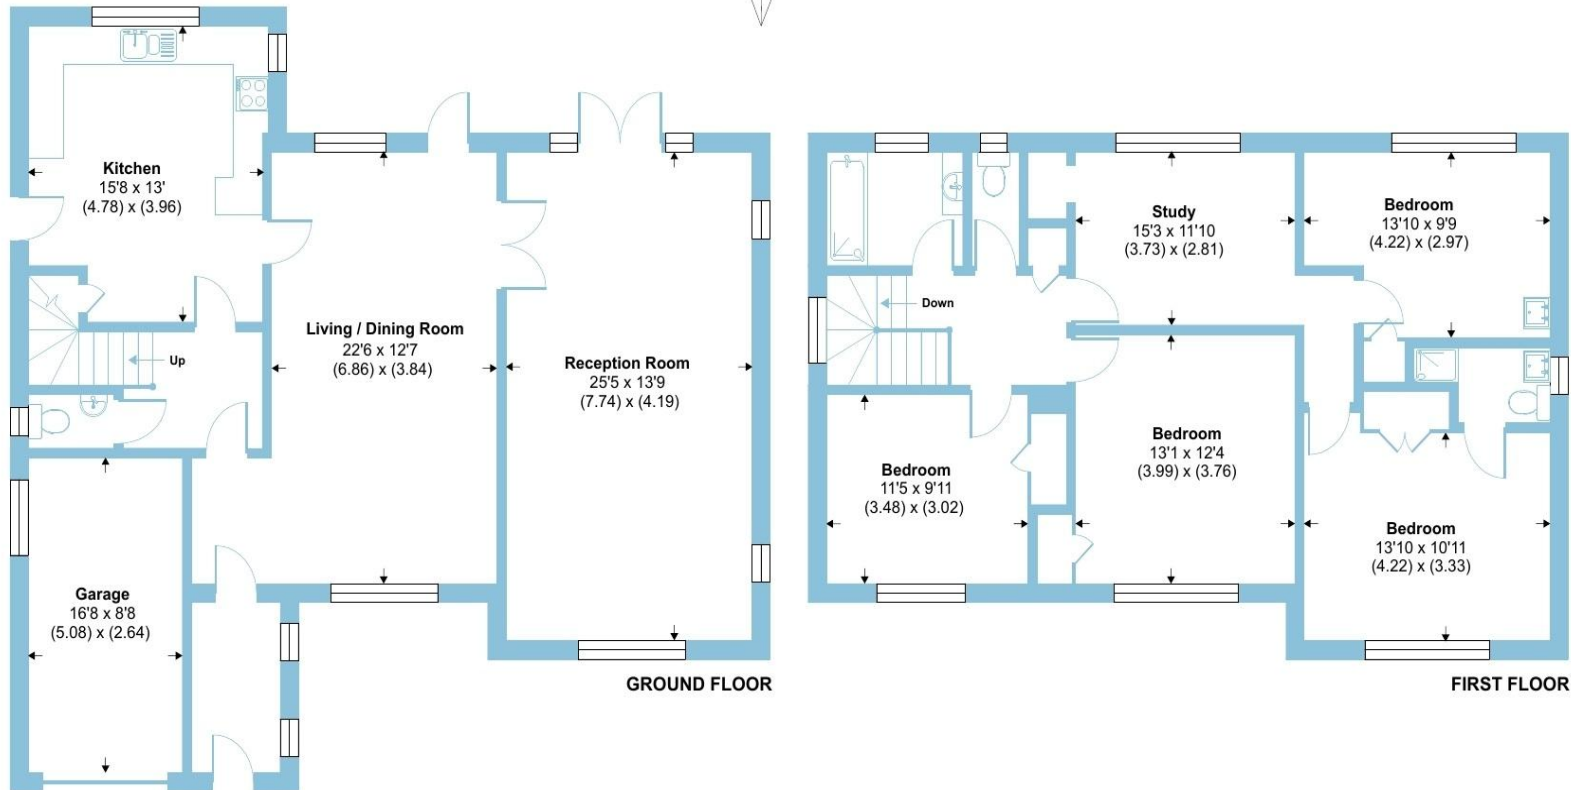 Kitchen
15'8 x 13'
(4.78) x (3.96)
Up
Living / Dining Room
22'6 x 12'7
(6.86) x (3.84)
Reception Room
25'5 x 13'9
(7.74) x (4.19)
Garage
16'8 x 8'8
(5.08) x (2.64)
GROUND FLOOR
Study
15'3 x 11'10
(3.73) x (2.81)
Bedroom
13'10 x 9'9
(4.22) x (2.97)
Down
Bedroom
11'5 x 9'11
(3.48) x (3.02)
Bedroom
13'1 x 12'4
(3.99) x (3.76)
Bedroom
13'10 x 10'11
(4.22) x (3.33)
FIRST FLOOR